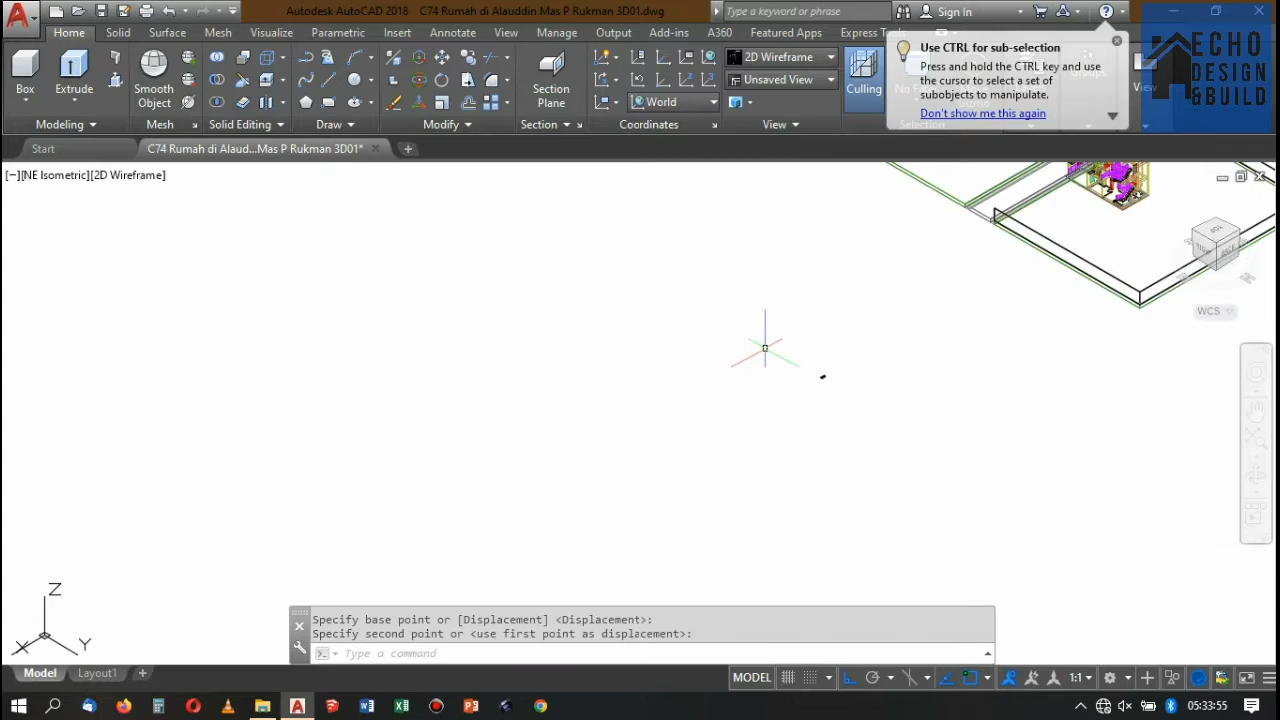 Autodesk AutoCAD 2018 C74 Rumah di Alauddin Mas P Rukman 3D01.dwg
Type a keyword or phrase
Sign In
Home Solid Surface Mesh Visualize Parametric Insert Annotate View Manage Output Add-ins A360 Featured Apps Express Tools
Use CTRL for sub-selection
Press and hold the CTRL key and use
the cursor to select a set of
subobjects to manipulate.
Don't show me this again
ECHO
DESIGN
&BUILD
Box
Extrude
Smooth
Object
Section
Plane
2D Wireframe
Unsaved View
World
Culling
Groups
View
Modeling
Mesh
Solid Editing
Draw
Modify
Section
Coordinates
View
Selection
Start
C74 Rumah di Alaud...Mas P Rukman 3D01*
[−][NE Isometric][2D Wireframe]
TOP
WCS
Z
X
Y
Specify base point or [Displacement] <Displacement>:
Specify second point or <use first point as displacement>:
Type a command
Model
Layout1
MODEL
1:1
05:33:55